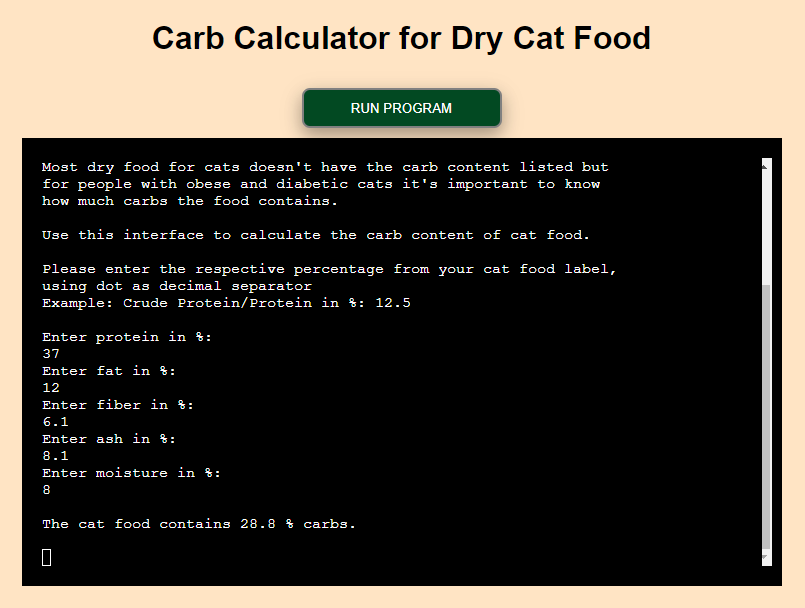 Carb Calculator for Dry Cat Food
RUN PROGRAM
Most dry food for cats doesn't have the carb content listed but
for people with obese and diabetic cats it's important to know
how much carbs the food contains.
Use this interface to calculate the carb content of cat food.
Please enter the respective percentage from your cat food label,
using dot as decimal separator
Example: Crude Protein/Protein in %: 12.5
Enter protein in %:
37
Enter fat in %:
12
Enter fiber in %:
6.1
Enter ash in %:
8.1
Enter moisture in %:
8
The cat food contains 28.8 % carbs.